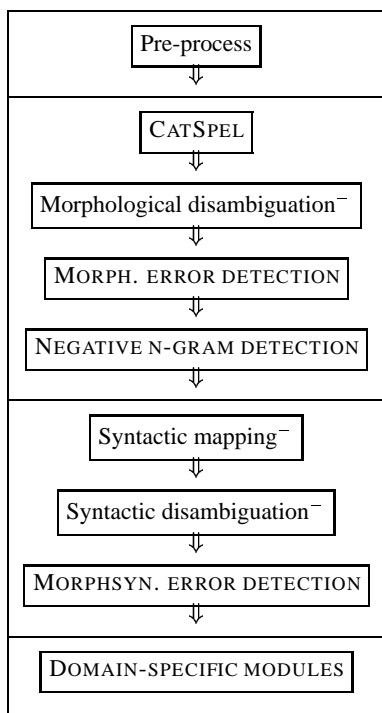 Pre-process
⇓
CATSPEL
⇓
Morphological disambiguation⁻
⇓
MORPH. ERROR DETECTION
⇓
NEGATIVE N-GRAM DETECTION
⇓
Syntactic mapping⁻
⇓
Syntactic disambiguation⁻
⇓
MORPHSYN. ERROR DETECTION
⇓
DOMAIN-SPECIFIC MODULES